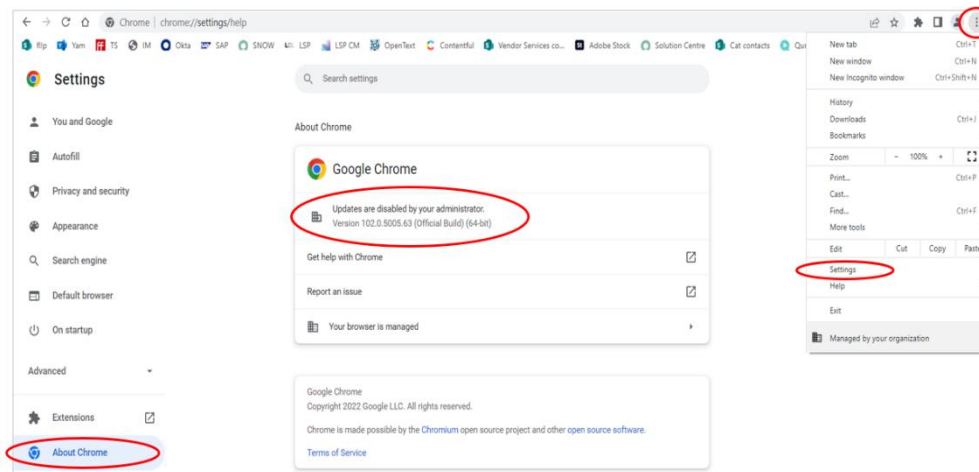 Chrome | chrome://settings/help
flip Yam TS IM Okta SAP SNOW LSP LSP CM OpenText Contentful Vendor Services co... Adobe Stock Solution Centre Cat contacts
Settings
Search settings
You and Google
Autofill
Privacy and security
Appearance
Search engine
Default browser
On startup
Advanced
Extensions
About Chrome
About Chrome
Google Chrome
Updates are disabled by your administrator.
Version 102.0.5005.63 (Official Build) (64-bit)
Get help with Chrome
Report an issue
Your browser is managed
Google Chrome
Copyright 2022 Google LLC. All rights reserved.
Chrome is made possible by the Chromium open source project and other open source software.
Terms of Service
New tab Ctrl+T
New window Ctrl+N
New Incognito window Ctrl+Shift+N
History
Downloads Ctrl+J
Bookmarks
Zoom - 100% +
Print... Ctrl+P
Cast...
Find... Ctrl+F
More tools
Edit Cut Copy Paste
Settings
Help
Exit
Managed by your organization